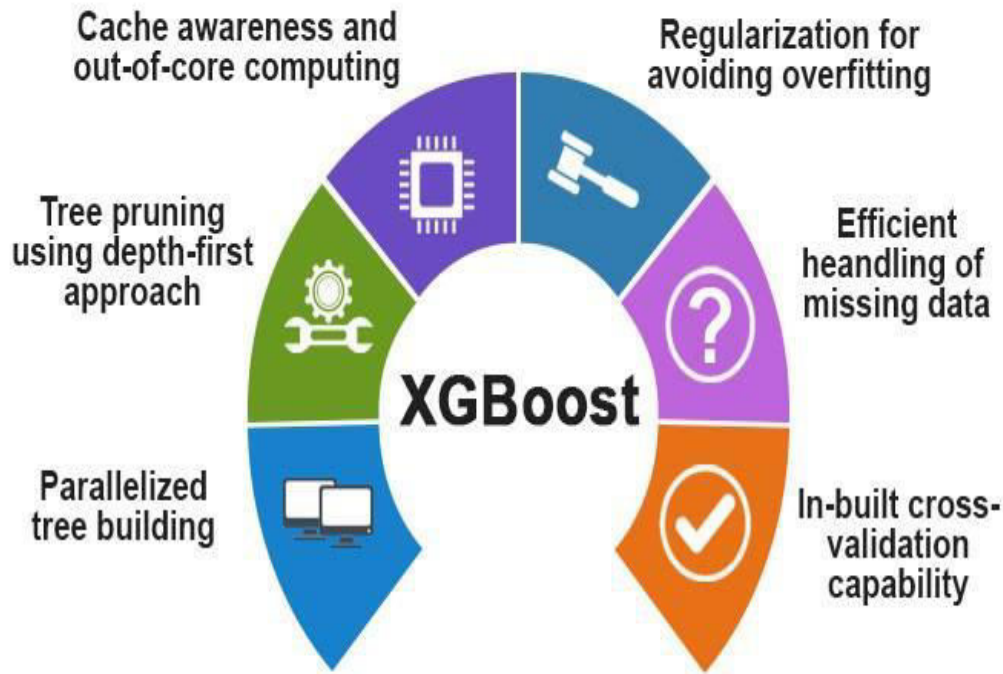 Cache awareness and
out-of-core computing
Regularization for
avoiding overfitting
Tree pruning
using depth-first
approach
Efficient
heandling of
missing data
XGBoost
Parallelized
tree building
In-built cross-
validation
capability